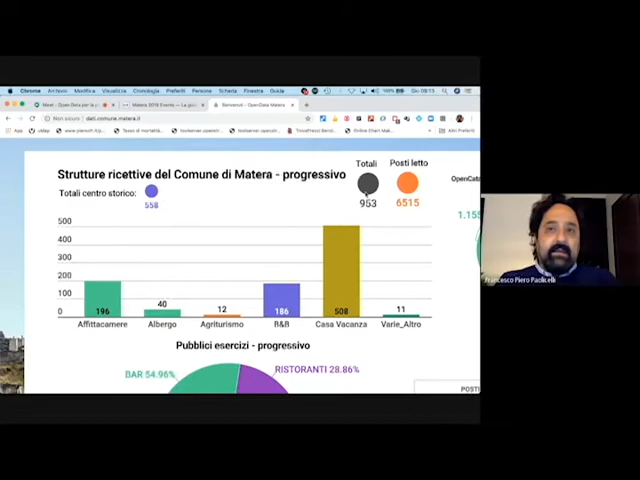 Chrome Archivio Modifica Visualizza Cronologia Preferiti Persone Scheda Finestra Guida
Benvenuti - OpenData Matera
Non sicuro | dati.comune.matera.it
App
Strutture ricettive del Comune di Matera - progressivo
Totali
Posti letto
OpenCata
Totali centro storico:
558
953
6515
1.155
500
400
300
200
100
0
196
40
12
186
508
11
Affittacamere
Albergo
Agriturismo
B&B
Casa Vacanza
Varie_Altro
Pubblici esercizi - progressivo
BAR 54.96%
RISTORANTI 28.86%
POSTI
Francesco Piero Paolicelli